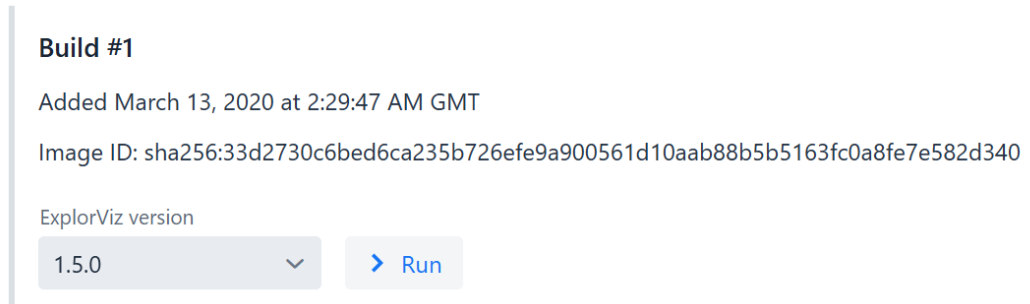 Build #1
Added March 13, 2020 at 2:29:47 AM GMT
Image ID: sha256:33d2730c6bed6ca235b726efe9a900561d10aab88b5b5163fc0a8fe7e582d340
ExplorViz version
1.5.0
Run